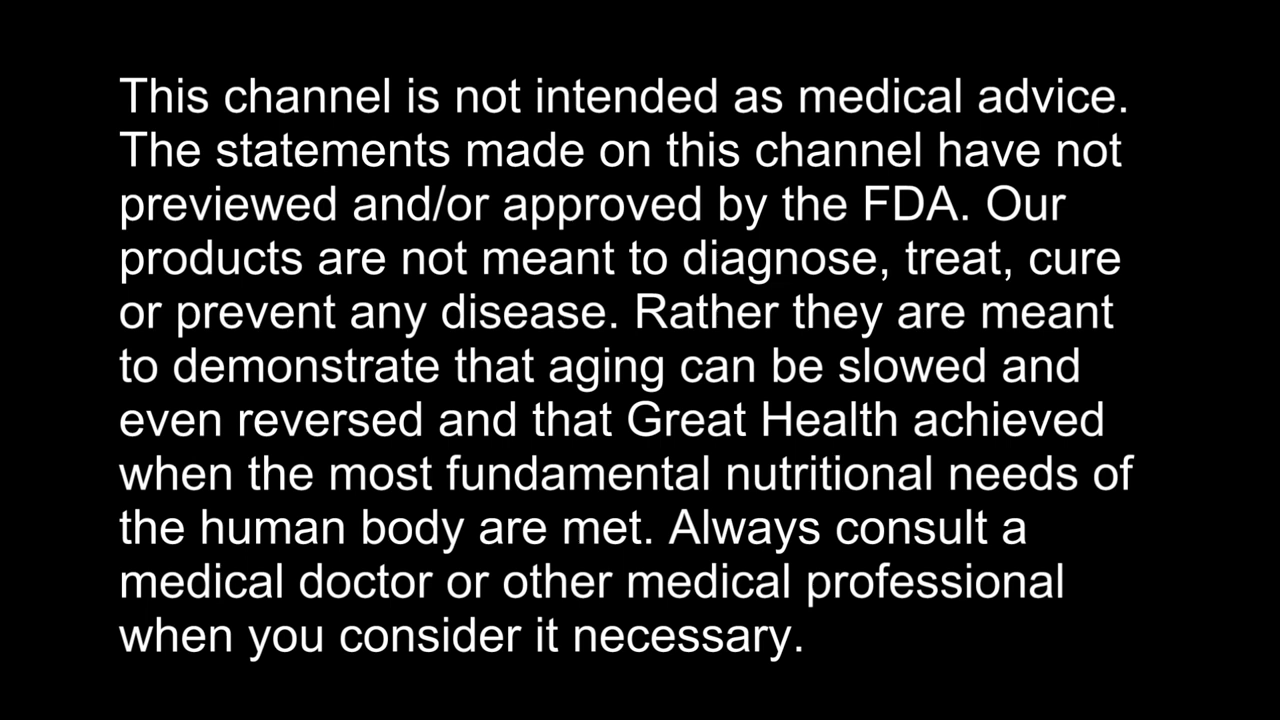 This channel is not intended as medical advice.
The statements made on this channel have not
previewed and/or approved by the FDA. Our
products are not meant to diagnose, treat, cure
or prevent any disease. Rather they are meant
to demonstrate that aging can be slowed and
even reversed and that Great Health achieved
when the most fundamental nutritional needs of
the human body are met. Always consult a
medical doctor or other medical professional
when you consider it necessary.